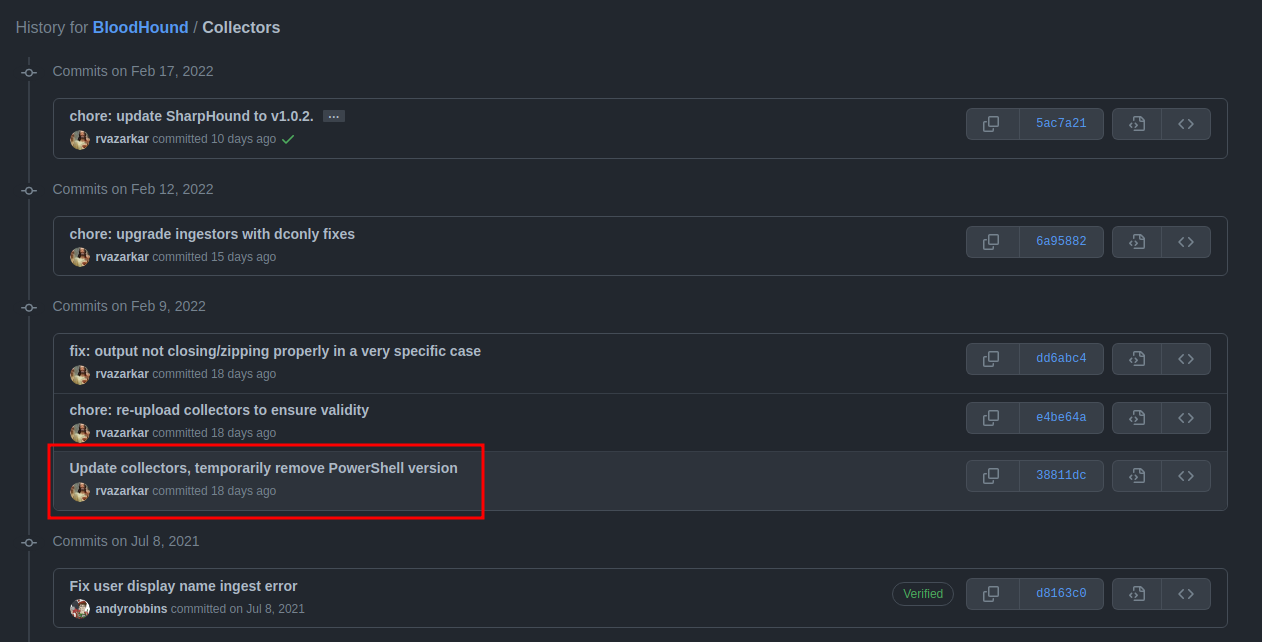 History for BloodHound / Collectors
Commits on Feb 17, 2022
chore: update SharpHound to v1.0.2. ...
5ac7a21
rvazarkar committed 10 days ago
Commits on Feb 12, 2022
chore: upgrade ingestors with dconly fixes
6a95882
rvazarkar committed 15 days ago
Commits on Feb 9, 2022
fix: output not closing/zipping properly in a very specific case
dd6abc4
rvazarkar committed 18 days ago
chore: re-upload collectors to ensure validity
e4be64a
rvazarkar committed 18 days ago
Update collectors, temporarily remove PowerShell version
38811dc
rvazarkar committed 18 days ago
Commits on Jul 8, 2021
Fix user display name ingest error
Verified
d8163c0
andyrobbins committed on Jul 8, 2021